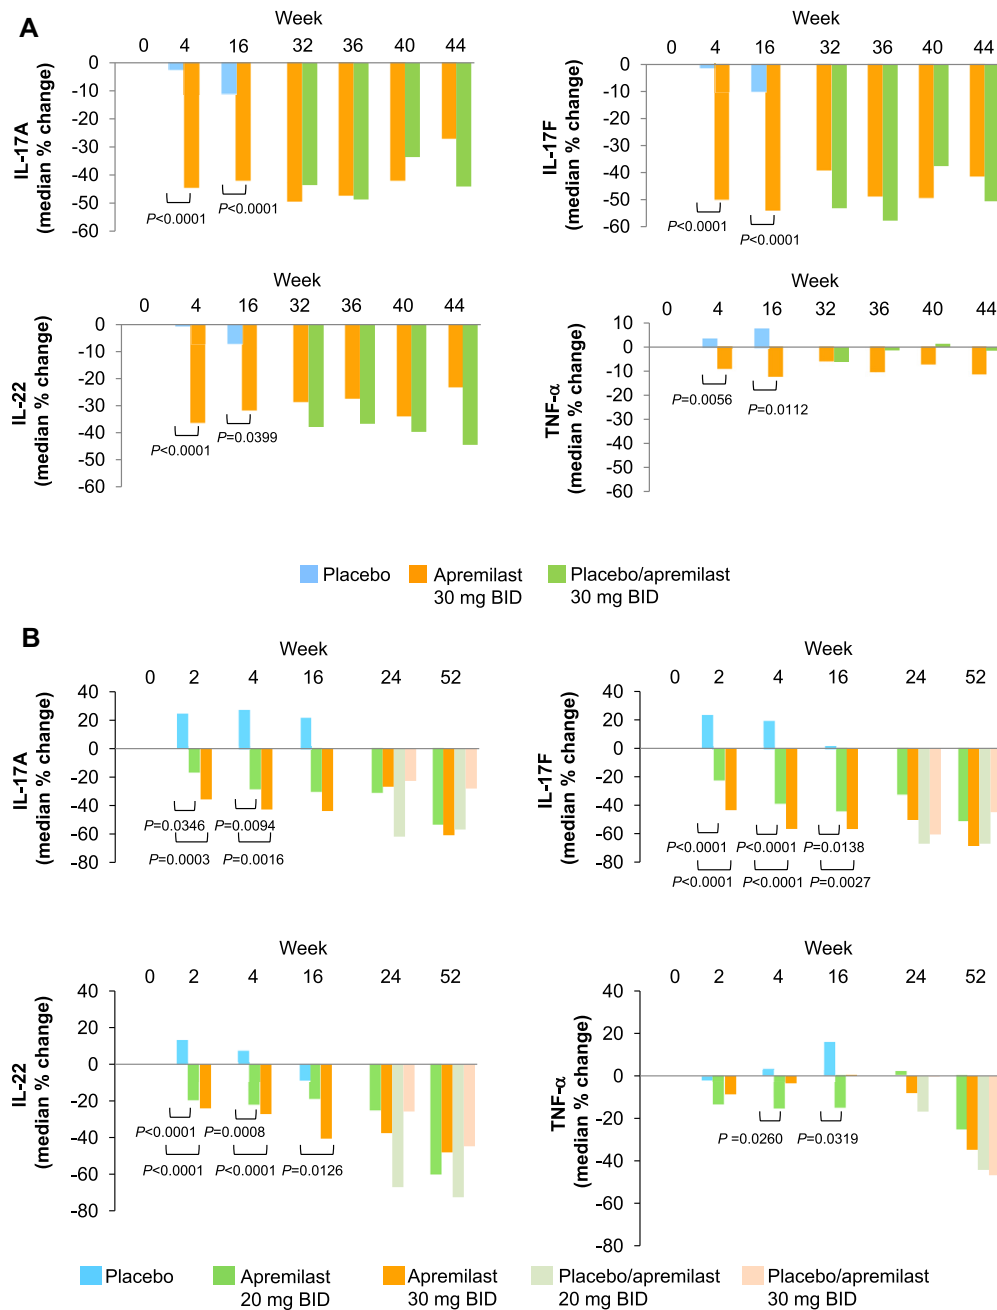 A
Week
0 4 16 32 36 40 44
IL-17A
(median % change)
0
-10
-20
-30
-40
-50
-60
P<0.0001
P<0.0001
Week
0 4 16 32 36 40 44
IL-17F
(median % change)
0
-10
-20
-30
-40
-50
-60
P<0.0001
P<0.0001
Week
0 4 16 32 36 40 44
IL-22
(median % change)
0
-10
-20
-30
-40
-50
-60
P<0.0001
P=0.0399
Week
0 4 16 32 36 40 44
TNF-α
(median % change)
10
0
-10
-20
-30
-40
-50
-60
P=0.0056
P=0.0112
Placebo
Apremilast
30 mg BID
Placebo/apremilast
30 mg BID
B
Week
0 2 4 16 24 52
IL-17A
(median % change)
40
20
0
-20
-40
-60
-80
P=0.0346 P=0.0094
P=0.0003 P=0.0016
Week
0 2 4 16 24 52
IL-17F
(median % change)
40
20
0
-20
-40
-60
-80
P<0.0001 P<0.0001 P=0.0138
P<0.0001 P<0.0001 P=0.0027
Week
0 2 4 16 24 52
IL-22
(median % change)
40
20
0
-20
-40
-60
-80
P<0.0001 P=0.0008
P<0.0001 P<0.0001 P=0.0126
Week
0 2 4 16 24 52
TNF-α
(median % change)
40
20
0
-20
-40
-60
-80
P =0.0260 P=0.0319
Placebo
Apremilast
20 mg BID
Apremilast
30 mg BID
Placebo/apremilast
20 mg BID
Placebo/apremilast
30 mg BID